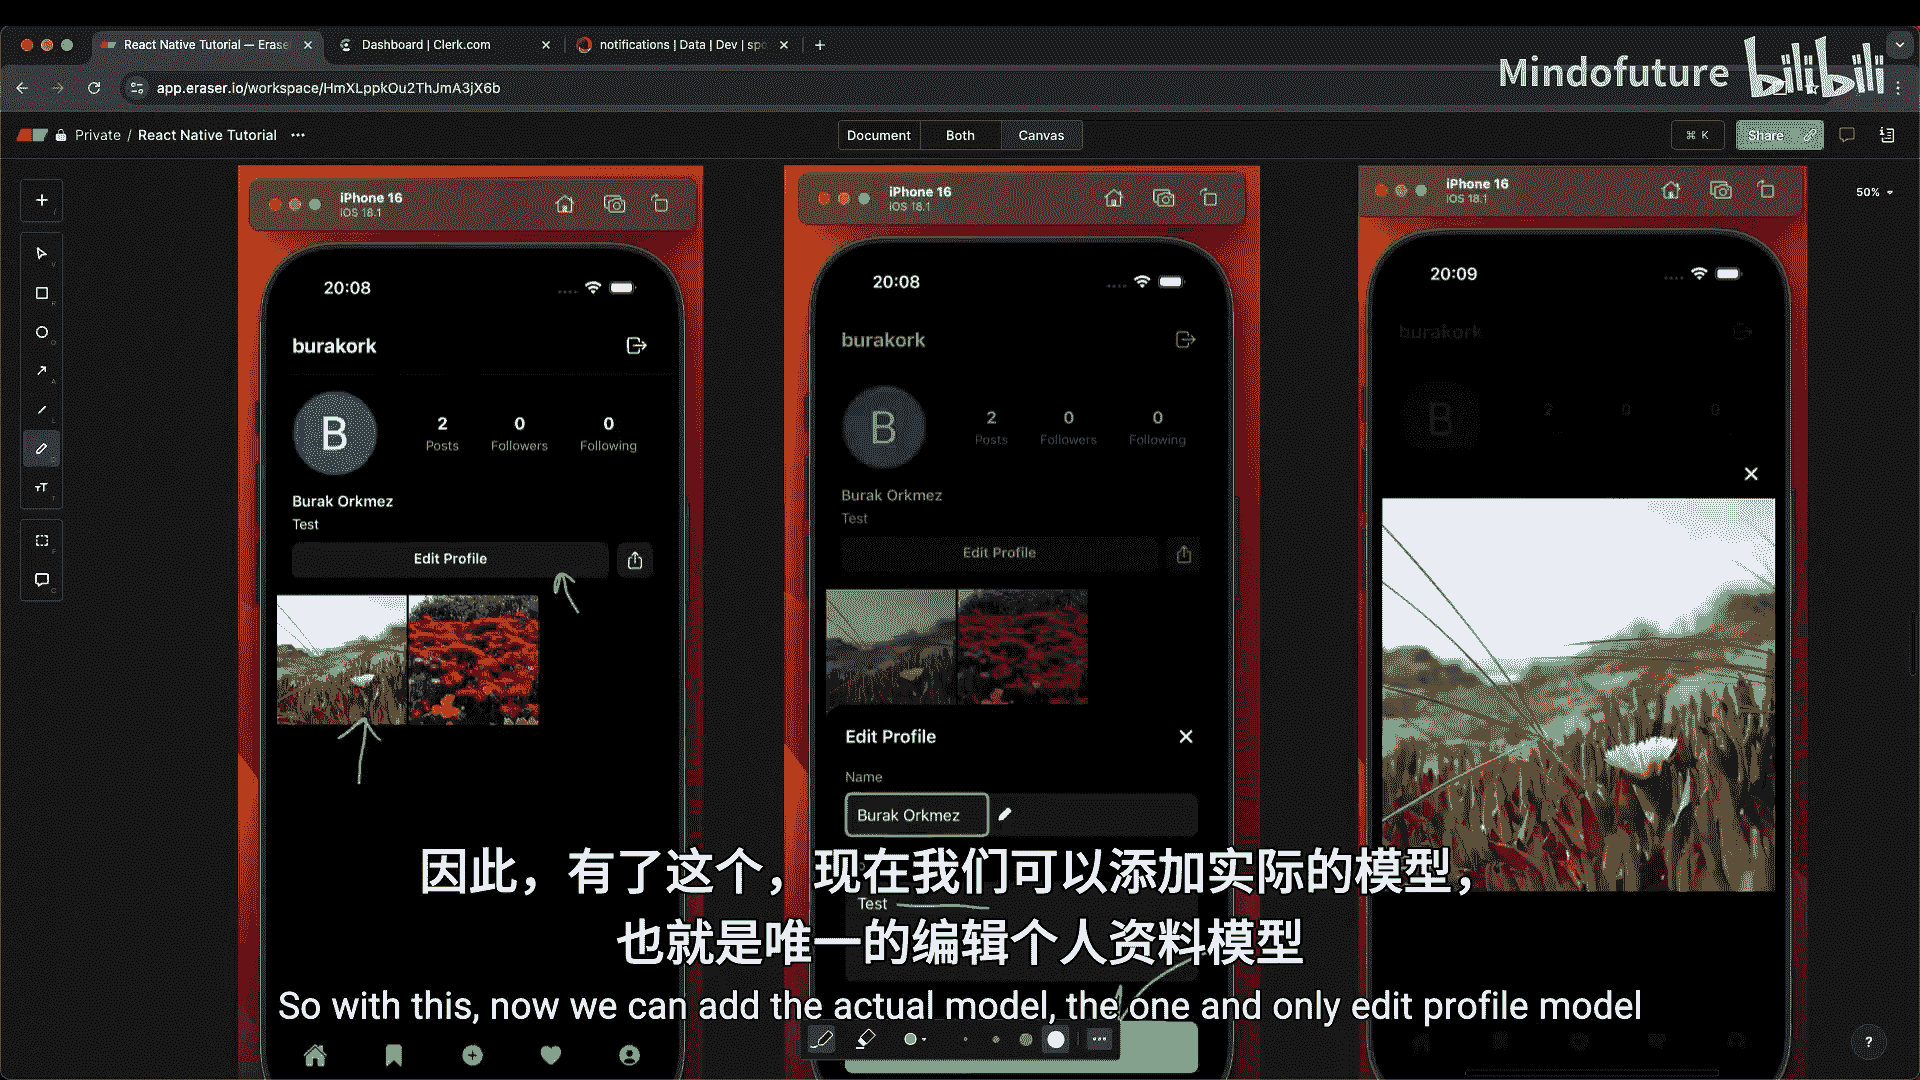 React Native Tutorial — Erase
Dashboard | Clerk.com
notifications | Data | Dev | spo
app.eraser.io/workspace/HmXLppkOu2ThJmA3jX6b
Mindofuture
bilibili
Private / React Native Tutorial
Document
Both
Canvas
⌘ K
Share
50%
iPhone 16
iOS 18.1
20:08
burakork
B
2
0
0
Posts
Followers
Following
Burak Orkmez
Test
Edit Profile
iPhone 16
iOS 18.1
20:08
burakork
B
2
0
0
Posts
Followers
Following
Burak Orkmez
Test
Edit Profile
Edit Profile
Name
Burak Orkmez
Test
iPhone 16
iOS 18.1
20:09
burakork
B
2
0
0
因此，有了这个，现在我们可以添加实际的模型，
也就是唯一的编辑个人资料模型
So with this, now we can add the actual model, the one and only edit profile model
?